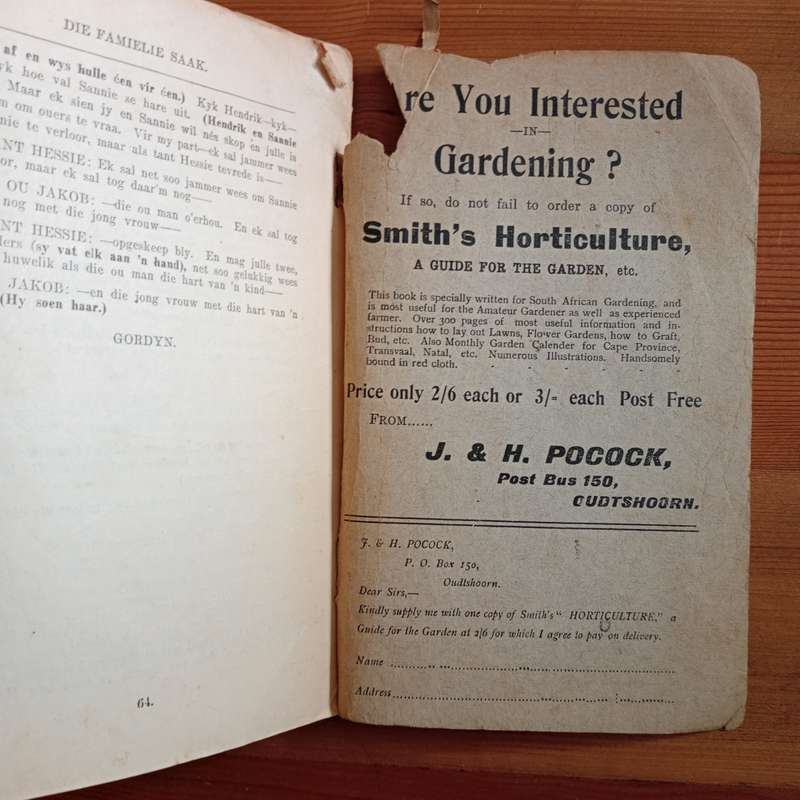 DIE FAMIELIE SAAK.
af en wys hulle éen vir éen.) Kyk Hendrik—kyk—
yk hoe val Sannie se hare uit. (Hendrik en Sannie
Maar ek sien jy en Sannie wil nés skop en julle is
m om ouers te vraa. Vir my part—ek sal jammer wees
nie te verloor, maar als tant Hessie tevrede is—
ANT HESSIE: Ek sal net soo jammer wees om Sannie
oor, maar ek sal tog daar'm nog—
OU JAKOB: —die ou man o'erhou. En ek sal tog
nog met die jong vrouw—
NT HESSIE: —opgeskeep bly. En mag julle twee,
ders (sy vat elk aan 'n hand), net soo gelukkig wees
huwelik als die ou man die hart van 'n kind—
JAKOB: —en die jong vrouw met die hart van 'n
(Hy soen haar.)
GORDYN.
64.
re You Interested
—IN—
Gardening ?
If so, do not fail to order a copy of
Smith's Horticulture,
A GUIDE FOR THE GARDEN, etc.
This book is specially written for South African Gardening, and
is most useful for the Amateur Gardener as well as experienced
farmer. Over 300 pages of most useful information and in-
structions how to lay out Lawns, Flower Gardens, how to Graft,
Bud, etc. Also Monthly Garden Calender for Cape Province,
Transvaal, Natal, etc. Numerous Illustrations. Handsomely
bound in red cloth. - - - - -
Price only 2/6 each or 3/= each Post Free
FROM......
J. & H. POCOCK,
Post Bus 150,
OUDTSHOORN.
J. & H. POCOCK,
P. O. Box 150,
Oudtshoorn.
Dear Sirs,—
Kindly supply me with one copy of Smith's "HORTICULTURE," a
Guide for the Garden at 2/6 for which I agree to pay on delivery.
Name ..........................................................
Address..........................................................